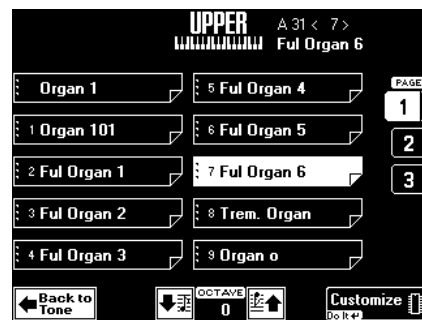 UPPER
A 31 < 7>
Ful Organ 6
Organ 1
1 Organ 101
2 Ful Organ 1
3 Ful Organ 2
4 Ful Organ 3
5 Ful Organ 4
6 Ful Organ 5
7 Ful Organ 6
8 Trem. Organ
9 Organ o
PAGE
1
2
3
Back to
Tone
OCTAVE
0
Customize
Do It